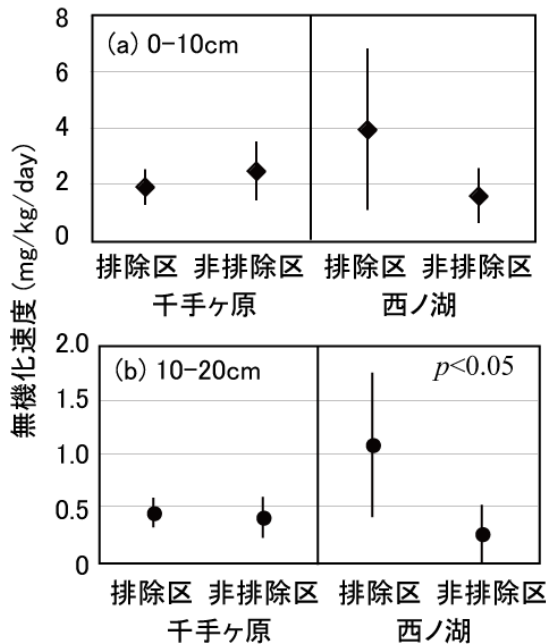 無機化速度 (mg/kg/day)
(a) 0-10cm
8
6
4
2
0
排除区 非排除区 排除区 非排除区
千手ヶ原 西ノ湖
(b) 10-20cm p<0.05
2.0
1.5
1.0
0.5
0
排除区 非排除区 排除区 非排除区
千手ヶ原 西ノ湖